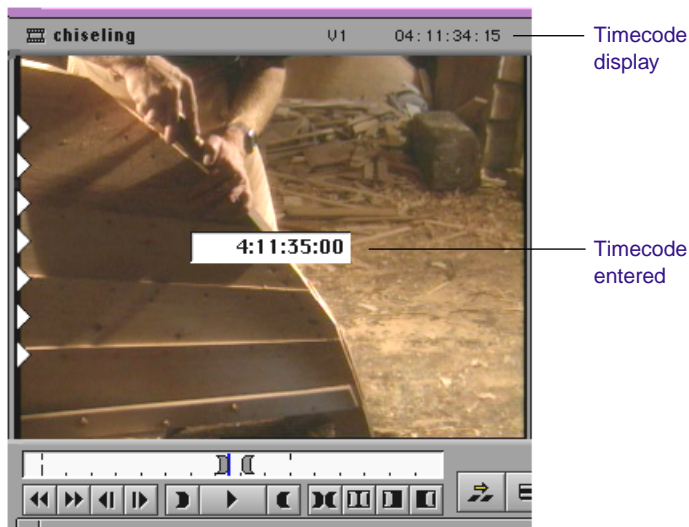 chiseling V1 04:11:34:15
Timecode
display
4:11:35:00
Timecode
entered